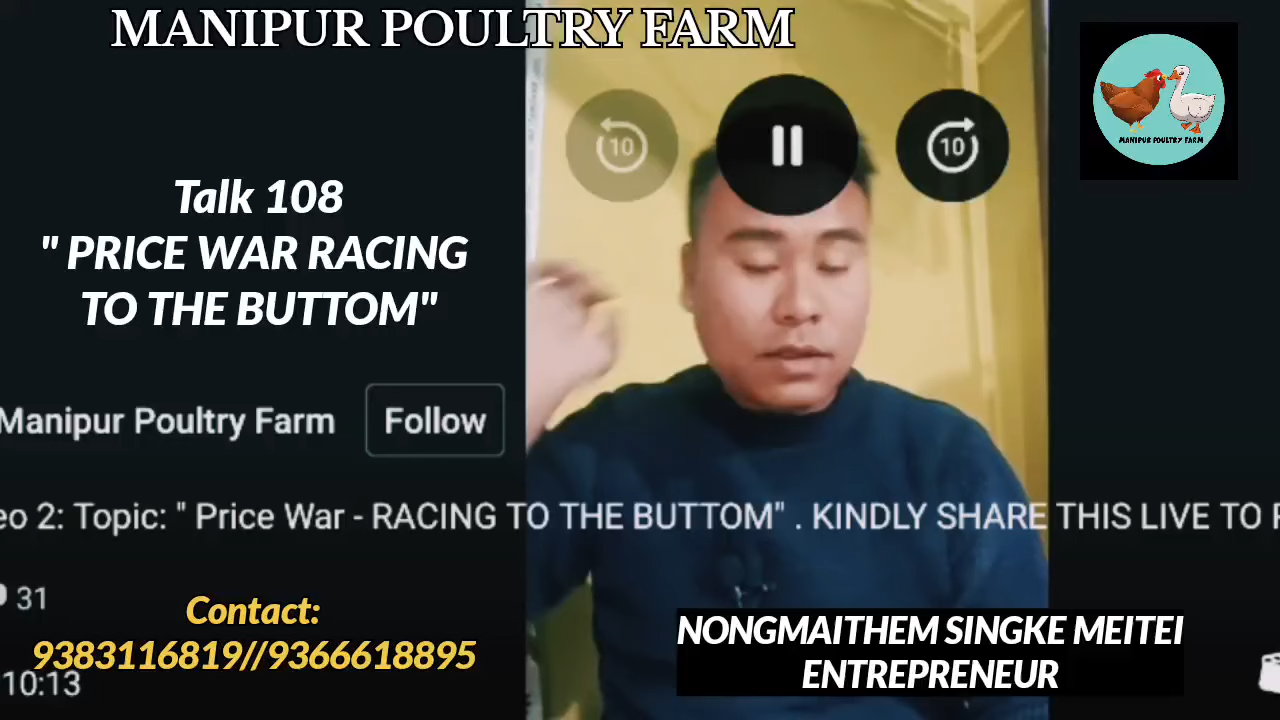 MANIPUR POULTRY FARM
10
10
MANIPUR POULTRY FARM
Talk 108
" PRICE WAR RACING
TO THE BUTTOM"
Manipur Poultry Farm
Follow
eo 2: Topic: " Price War - RACING TO THE BUTTOM" . KINDLY SHARE THIS LIVE TO
31
Contact:
9383116819//9366618895
10:13
NONGMAITHEM SINGKE MEITEI
ENTREPRENEUR